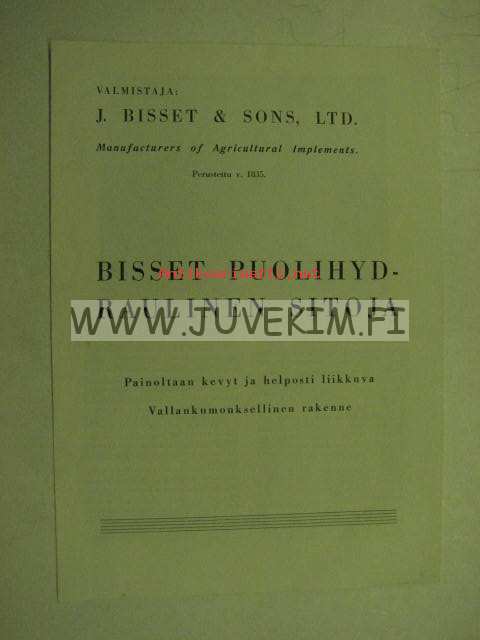 VALMISTAJA:
J. BISSET & SONS, LTD.
Manufacturers of Agricultural Implements.
Perustettu v. 1835.
BISSET PUOLIHYD-
RAULINEN SITOJA
WWW.JUVEKIM.FI
Painoltaan kevyt ja helposti liikkuva
Vallankumouksellinen rakenne